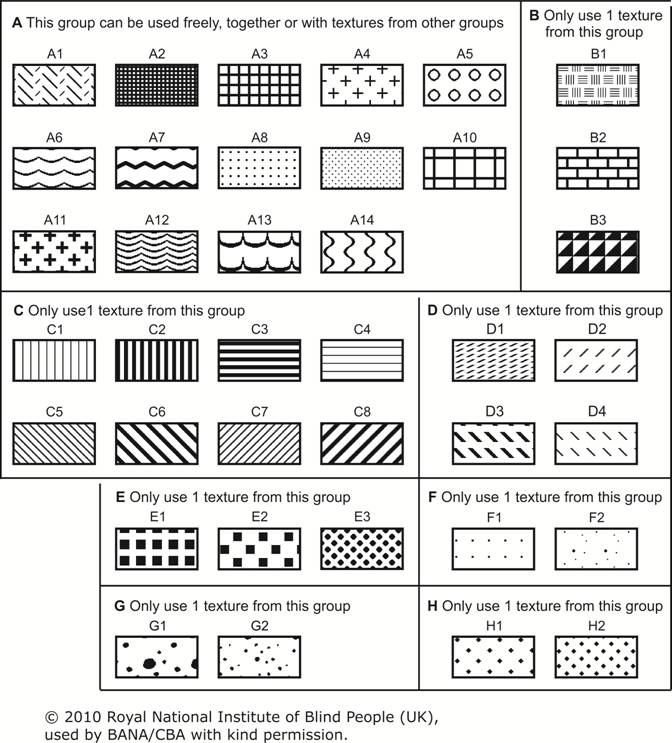 A This group can be used freely, together or with textures from other groups
A1 A2 A3 A4 A5
A6 A7 A8 A9 A10
A11 A12 A13 A14
B Only use 1 texture
from this group
B1
B2
B3
C Only use1 texture from this group
C1 C2 C3 C4
C5 C6 C7 C8
D Only use 1 texture from this group
D1 D2
D3 D4
E Only use 1 texture from this group
E1 E2 E3
F Only use 1 texture from this group
F1 F2
G Only use 1 texture from this group
G1 G2
H Only use 1 texture from this group
H1 H2
© 2010 Royal National Institute of Blind People (UK),
used by BANA/CBA with kind permission.